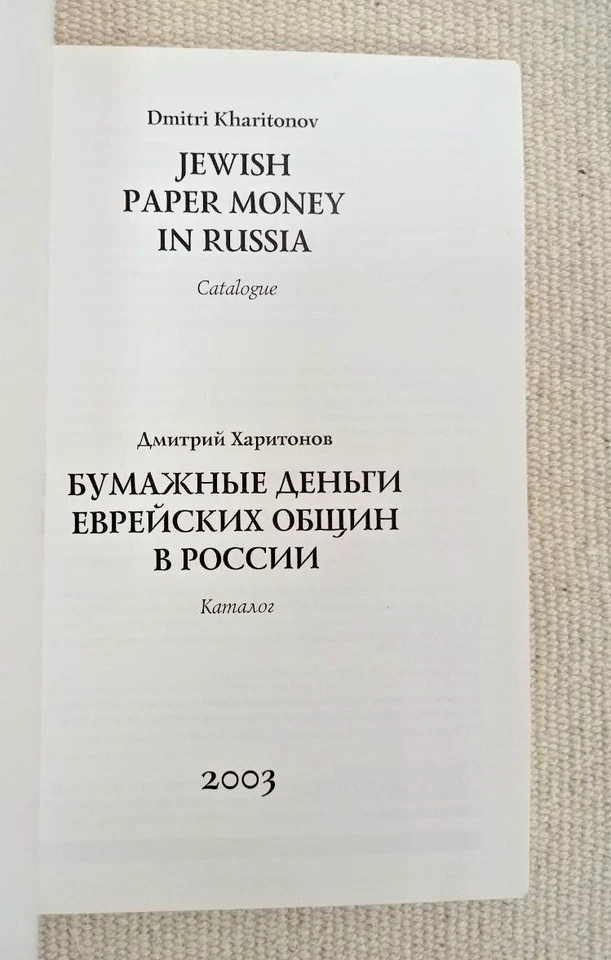 Dmitri Kharitonov
JEWISH
PAPER MONEY
IN RUSSIA
Catalogue
Дмитрий Харитонов
БУМАЖНЫЕ ДЕНЬГИ
ЕВРЕЙСКИХ ОБЩИН
В РОССИИ
Каталог
2003